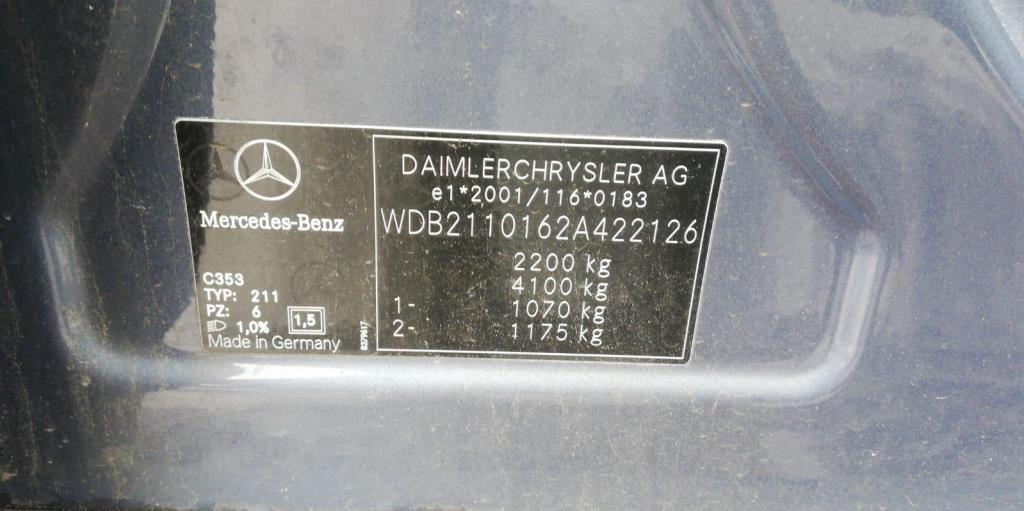 Mercedes-Benz
C353
TYP: 211
PZ: 6
1,0% 1,5
Made in Germany
DAIMLERCHRYSLER AG
e1*2001/116*0183
WDB2110162A422126
2200 kg
4100 kg
1- 1070 kg
2- 1175 kg